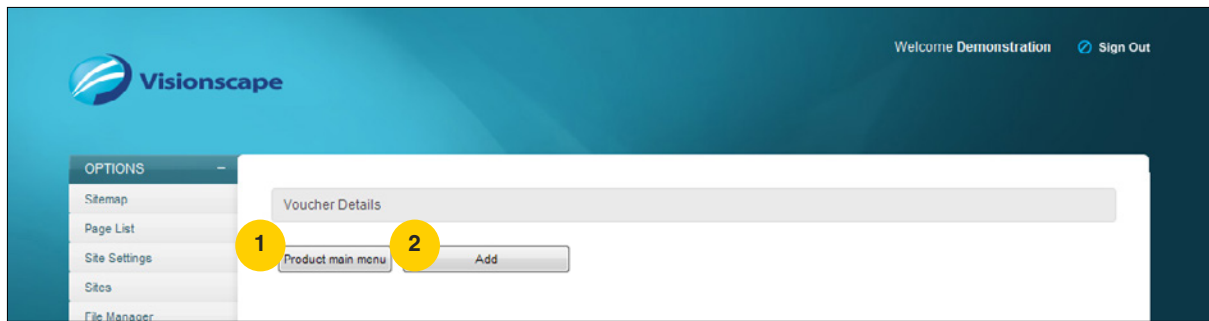 Welcome Demonstration Sign Out
Visionscape
OPTIONS –
Sitemap
Voucher Details
Page List
1 2
Site Settings
Product main menu Add
Sites
File Manager